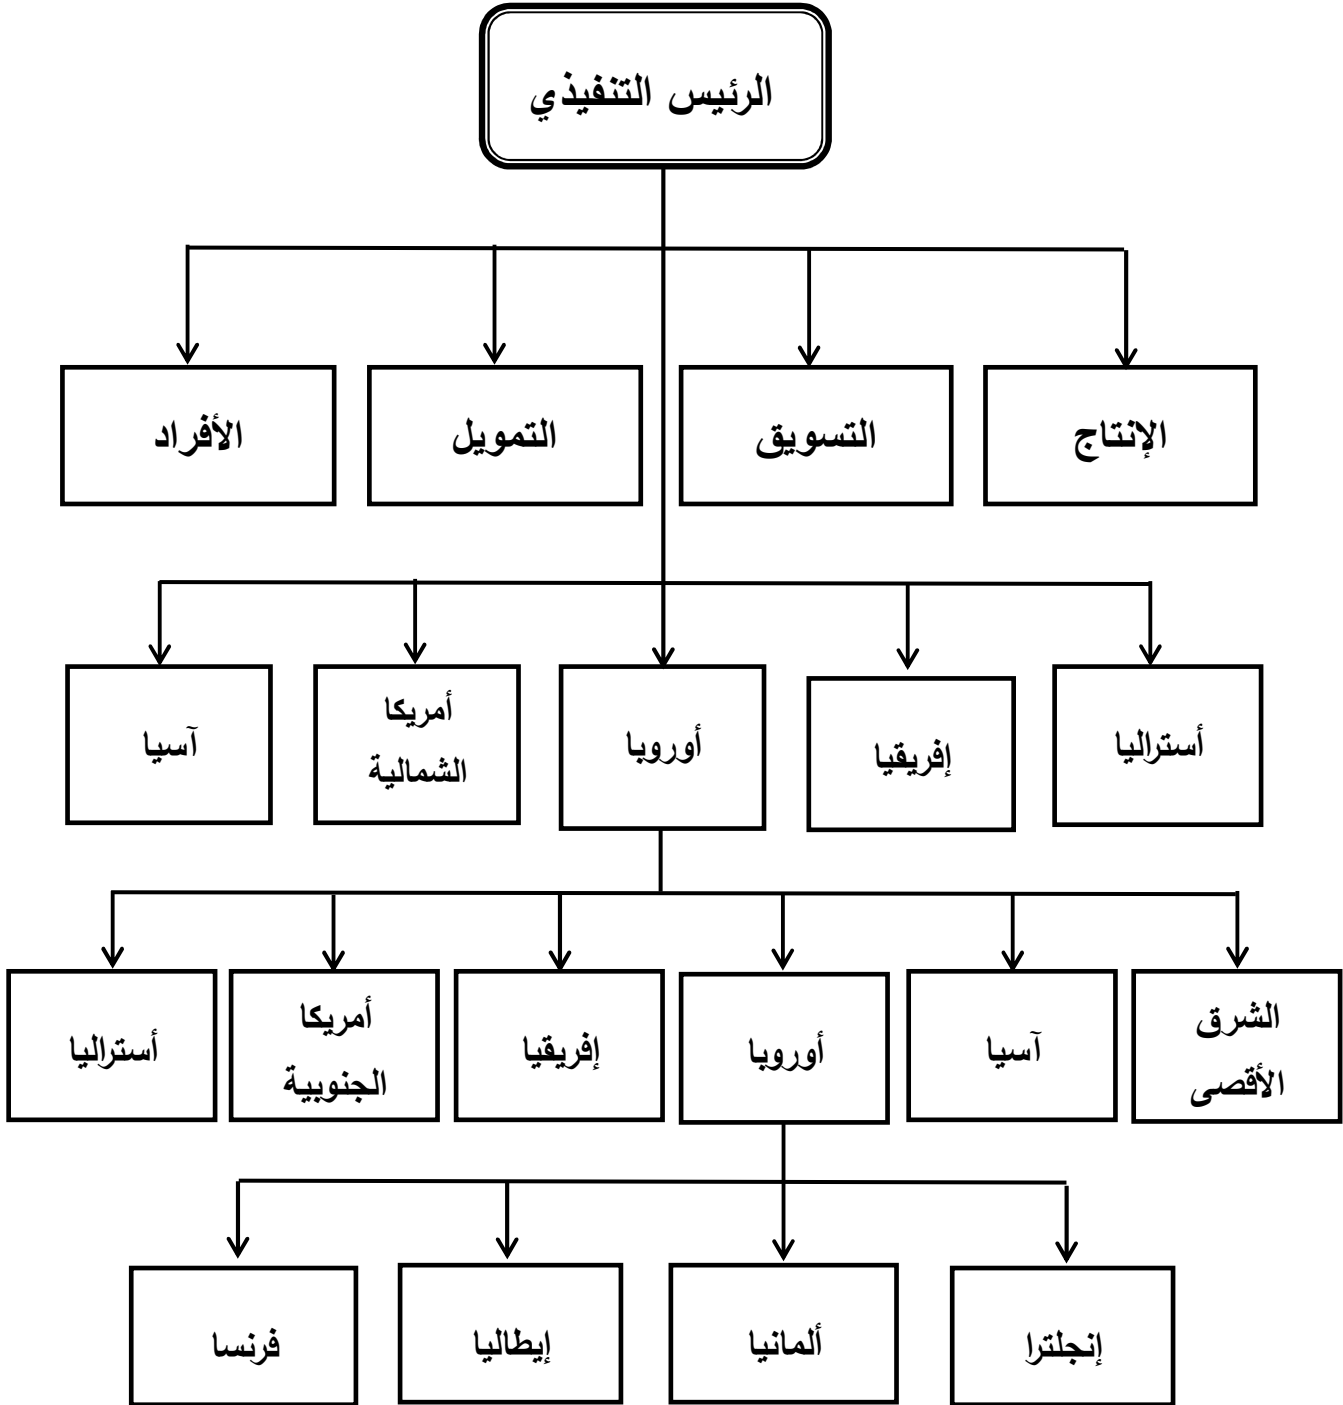 الرئيس التنفيذي
الإنتاج
التسويق
التمويل
الأفراد
أستراليا
إفريقيا
أوروبا
أمريكا
الشمالية
آسيا
الشرق
الأقصى
آسيا
أوروبا
إفريقيا
أمريكا
الجنوبية
أستراليا
إنجلترا
ألمانيا
إيطاليا
فرنسا